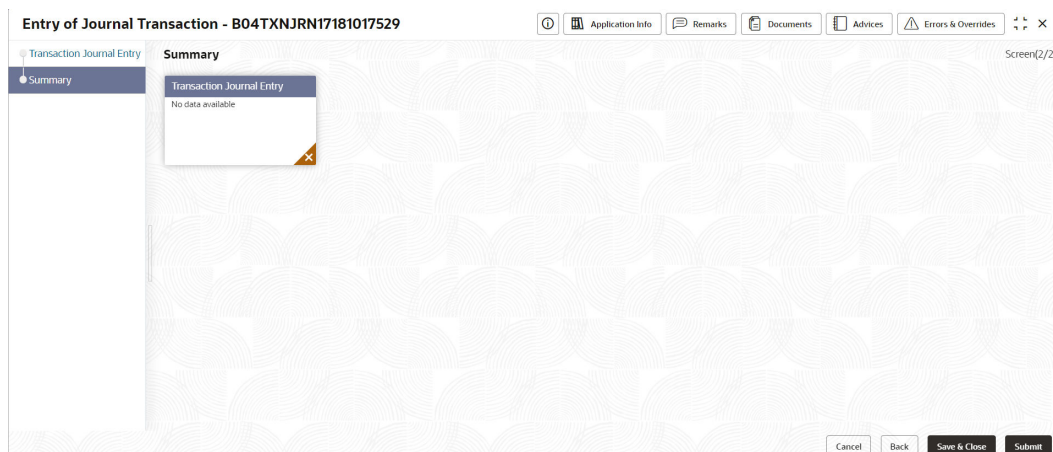 Entry of Journal Transaction - B04TXNJRN17181017529
Application Info
Remarks
Documents
Advices
Errors & Overrides
Transaction Journal Entry
Summary
Summary
Screen(2/2
Transaction Journal Entry
No data available
Cancel
Back
Save & Close
Submit